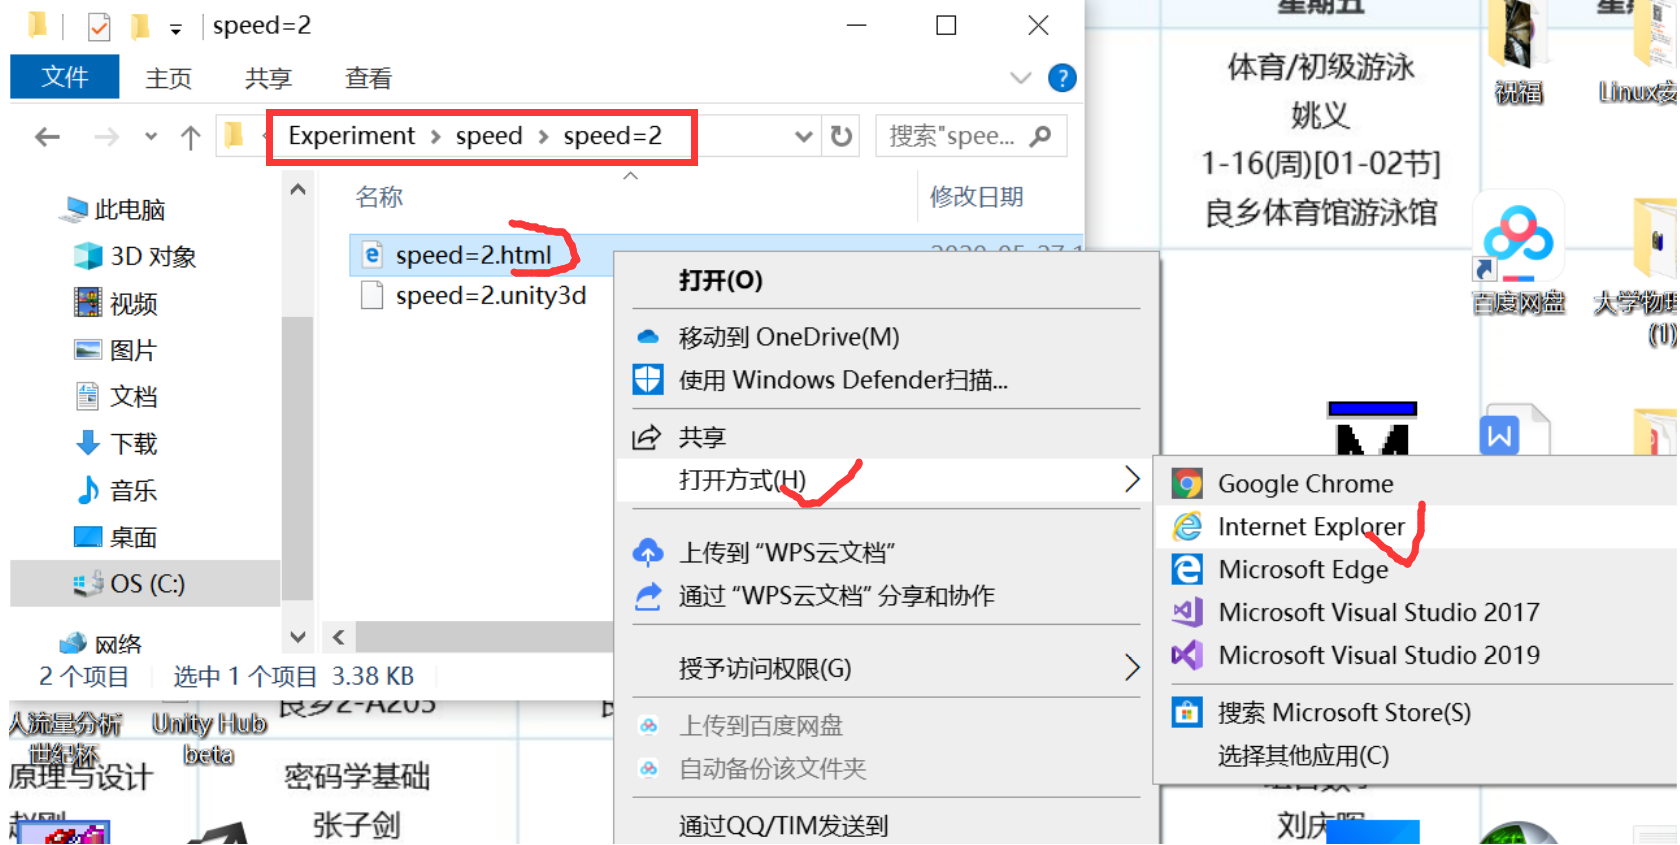 speed=2
文件 主页 共享 查看
Experiment > speed > speed=2
搜索"spee...
名称 修改日期
此电脑
3D 对象
视频
图片
文档
下载
音乐
桌面
OS (C:)
网络
speed=2.html
speed=2.unity3d
2 个项目 选中 1 个项目 3.38 KB
打开(O)
移动到 OneDrive(M)
使用 Windows Defender扫描...
共享
打开方式(H)
上传到 “WPS云文档”
通过 “WPS云文档” 分享和协作
授予访问权限(G)
上传到百度网盘
自动备份该文件夹
通过QQ/TIM发送到
Google Chrome
Internet Explorer
Microsoft Edge
Microsoft Visual Studio 2017
Microsoft Visual Studio 2019
搜索 Microsoft Store(S)
选择其他应用(C)
星期五
体育/初级游泳
姚义
1-16(周)[01-02节]
良乡体育馆游泳馆
祝福
Linux安
百度网盘
大学物理
(1)
人流量分析
世纪杯
Unity Hub
beta
良乡2-A203
原理与设计
密码学基础
张子剑
刘庆晖